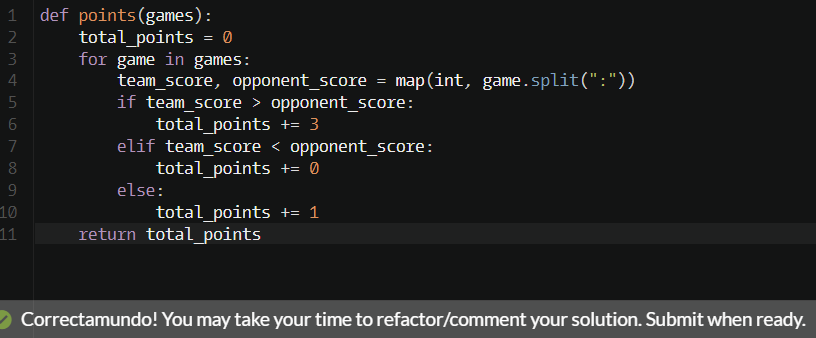 1 def points(games):
2     total_points = 0
3     for game in games:
4         team_score, opponent_score = map(int, game.split(":"))
5         if team_score > opponent_score:
6             total_points += 3
7         elif team_score < opponent_score:
8             total_points += 0
9         else:
10             total_points += 1
11     return total_points
Correctamundo! You may take your time to refactor/comment your solution. Submit when ready.